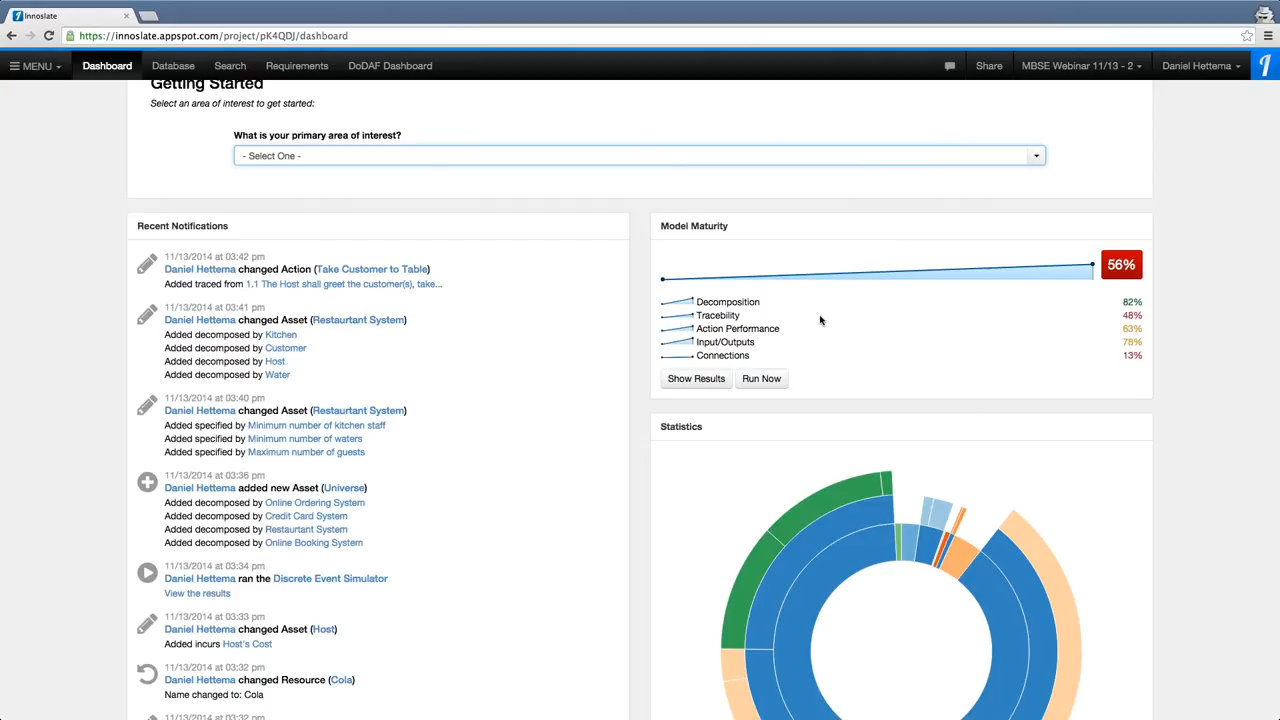 Innoslate
https://innoslate.appspot.com/project/pK4QDJ/dashboard
MENU Dashboard Database Search Requirements DoDAF Dashboard Share MBSE Webinar 11/13 - 2 Daniel Hettema
Getting Started
Select an area of interest to get started:
What is your primary area of interest?
- Select One -
Recent Notifications
11/13/2014 at 03:42 pm
Daniel Hettema changed Action (Take Customer to Table)
Added traced from 1.1 The Host shall greet the customer(s), take...
11/13/2014 at 03:41 pm
Daniel Hettema changed Asset (Restaurtant System)
Added decomposed by Kitchen
Added decomposed by Customer
Added decomposed by Host
Added decomposed by Water
11/13/2014 at 03:40 pm
Daniel Hettema changed Asset (Restaurtant System)
Added specified by Minimum number of kitchen staff
Added specified by Minimum number of waters
Added specified by Maximum number of guests
11/13/2014 at 03:36 pm
Daniel Hettema added new Asset (Universe)
Added decomposed by Online Ordering System
Added decomposed by Credit Card System
Added decomposed by Restaurtant System
Added decomposed by Online Booking System
11/13/2014 at 03:34 pm
Daniel Hettema ran the Discrete Event Simulator
View the results
11/13/2014 at 03:33 pm
Daniel Hettema changed Asset (Host)
Added incurs Host's Cost
11/13/2014 at 03:32 pm
Daniel Hettema changed Resource (Cola)
Name changed to: Cola
11/13/2014 at 03:32 pm
Model Maturity
56%
Decomposition 82%
Tracebility 48%
Action Performance 63%
Input/Outputs 78%
Connections 13%
Show Results Run Now
Statistics